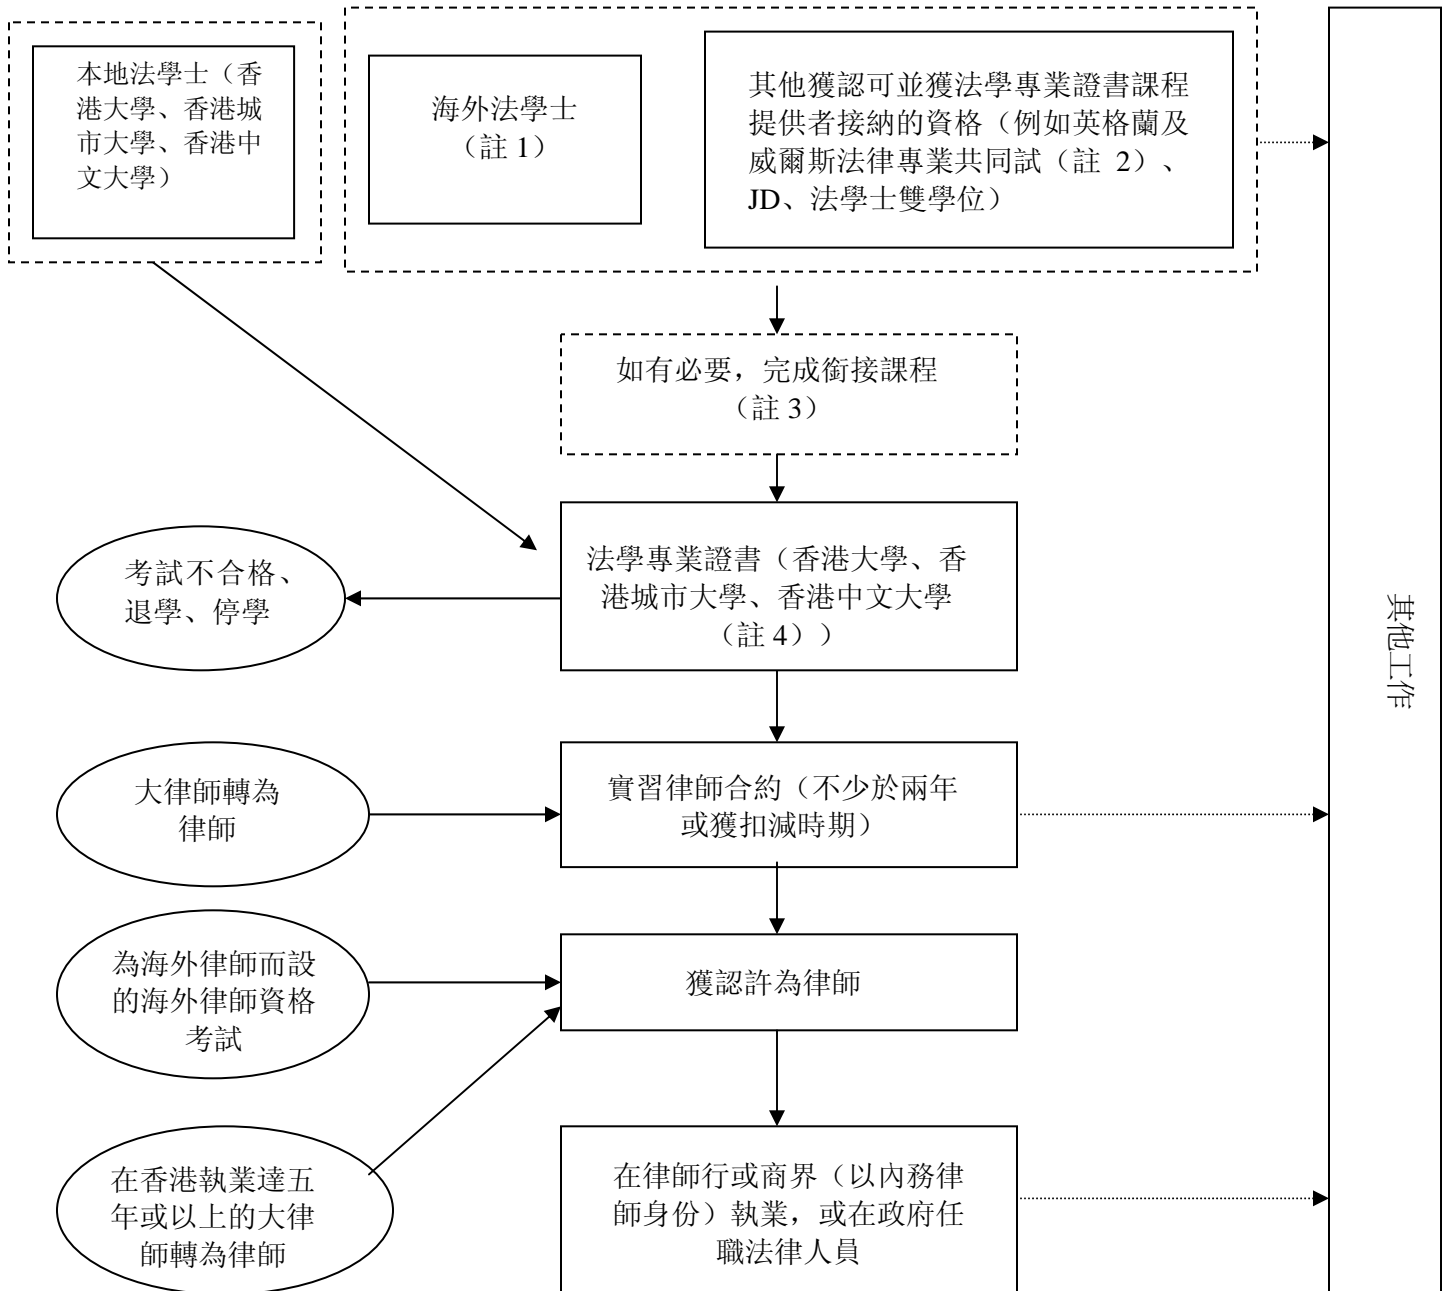 本地法學士（香
港大學、香港城
市大學、香港中
文大學）
海外法學士
（註 1）
其他獲認可並獲法學專業證書課程
提供者接納的資格（例如英格蘭及
威爾斯法律專業共同試（註 2）、
JD、法學士雙學位）
如有必要，完成銜接課程
（註 3）
法學專業證書（香港大學、香
港城市大學、香港中文大學
（註 4））
考試不合格、
退學、停學
其他工作
大律師轉為
律師
實習律師合約（不少於兩年
或獲扣減時期）
為海外律師而設
的海外律師資格
考試
獲認許為律師
在香港執業達五
年或以上的大律
師轉為律師
在律師行或商界（以內務律
師身份）執業，或在政府任
職法律人員